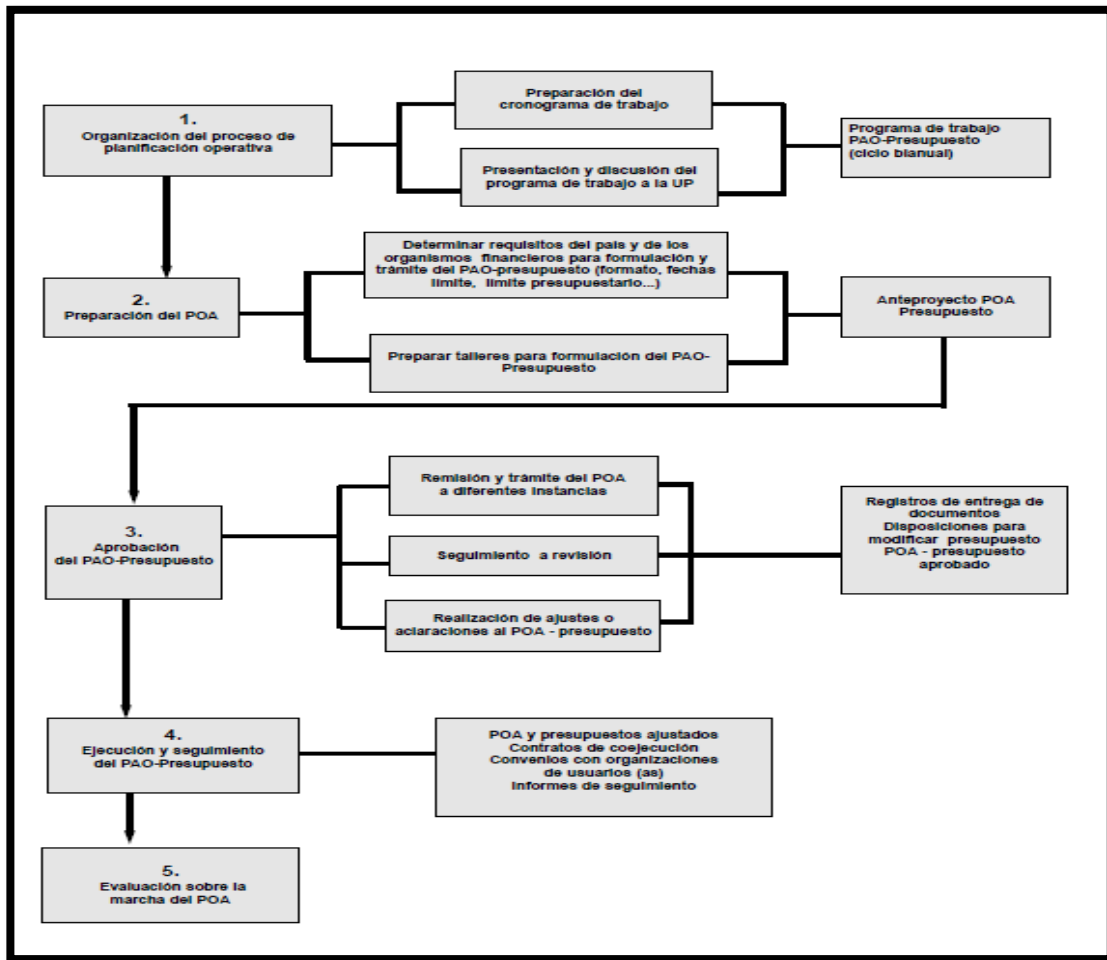 Preparación del
cronograma de trabajo
1.
Organización del proceso de
planificación operativa
Programa de trabajo
PAO-Presupuesto
(ciclo bianual)
Presentación y discusión del
programa de trabajo a la UP
Determinar requisitos del país y de los
organismos financieros para formulación y
trámite del PAO-presupuesto (formato, fechas
límite, límite presupuestario...)
2.
Preparación del POA
Anteproyecto POA
Presupuesto
Preparar talleres para formulación del PAO-
Presupuesto
Remisión y trámite del POA
a diferentes instancias
3.
Aprobación
del PAO-Presupuesto
Seguimiento a revisión
Registros de entrega de
documentos
Disposiciones para
modificar presupuesto
POA - presupuesto
aprobado
Realización de ajustes o
aclaraciones al POA - presupuesto
4.
Ejecución y seguimiento
del PAO-Presupuesto
POA y presupuestos ajustados
Contratos de coejecución
Convenios con organizaciones
de usuarios (as)
Informes de seguimiento
5.
Evaluación sobre la
marcha del POA